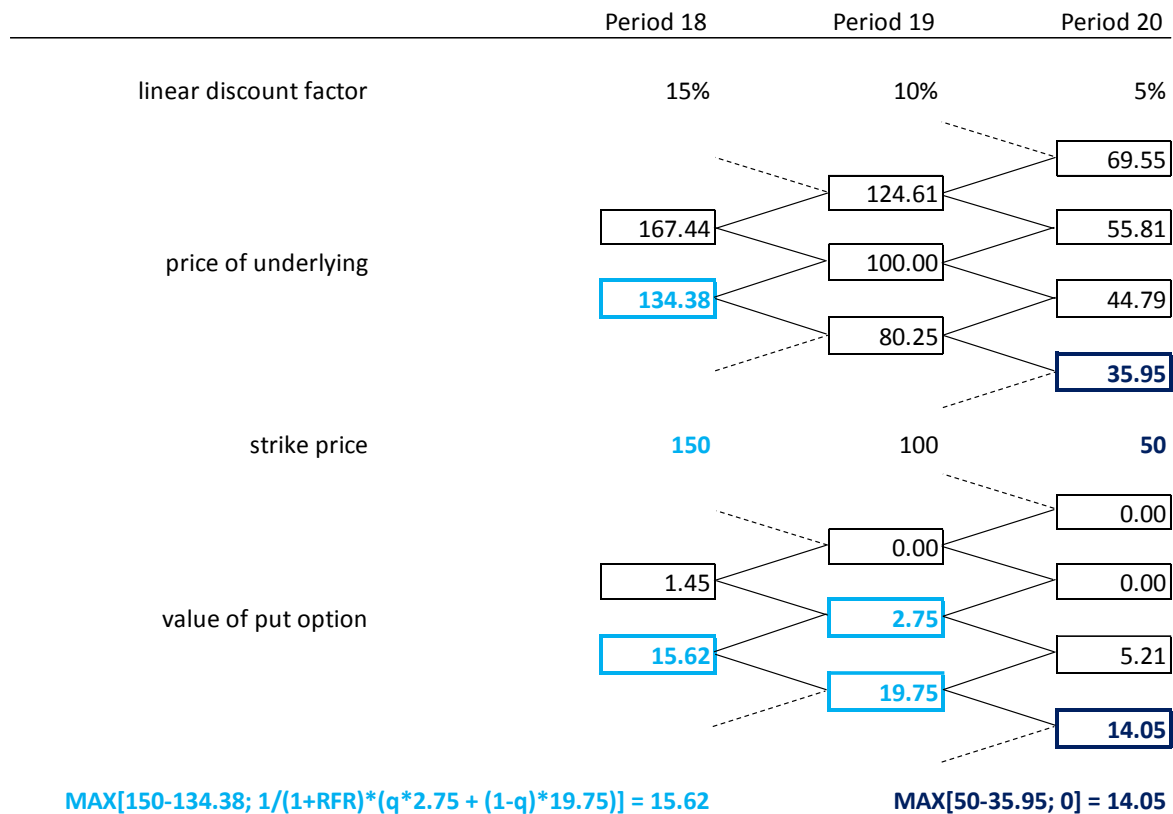 Period 18 Period 19 Period 20
linear discount factor 15% 10% 5%
69.55
124.61
167.44 55.81
price of underlying 100.00
134.38 44.79
80.25
35.95
strike price 150 100 50
0.00
0.00
1.45 0.00
value of put option 2.75
15.62 5.21
19.75
14.05
MAX[150-134.38; 1/(1+RFR)*(q*2.75 + (1-q)*19.75)] = 15.62 MAX[50-35.95; 0] = 14.05